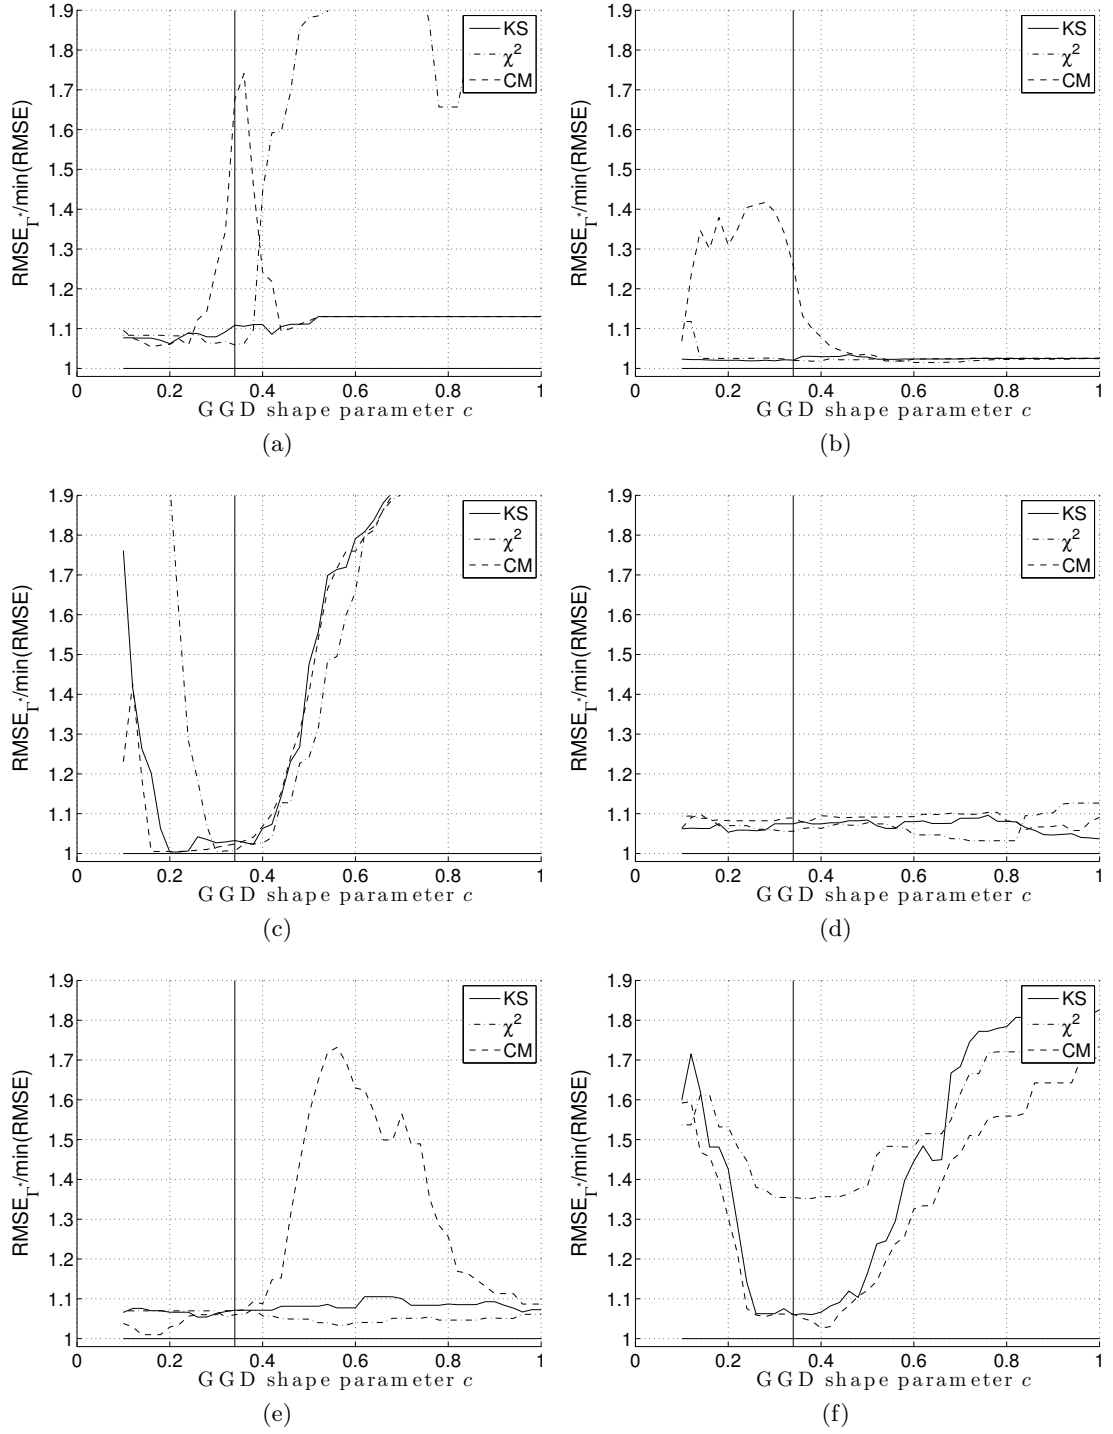 1.9
1.8
1.7
1.6
1.5
1.4
1.3
1.2
1.1
1
RMSE_Γ*/min(RMSE)
KS
χ²
CM
0 0.2 0.4 0.6 0.8 1
GGD shape parameter c
(a)
1.9
1.8
1.7
1.6
1.5
1.4
1.3
1.2
1.1
1
RMSE_Γ*/min(RMSE)
KS
χ²
CM
0 0.2 0.4 0.6 0.8 1
GGD shape parameter c
(b)
1.9
1.8
1.7
1.6
1.5
1.4
1.3
1.2
1.1
1
RMSE_Γ*/min(RMSE)
KS
χ²
CM
0 0.2 0.4 0.6 0.8 1
GGD shape parameter c
(c)
1.9
1.8
1.7
1.6
1.5
1.4
1.3
1.2
1.1
1
RMSE_Γ*/min(RMSE)
KS
χ²
CM
0 0.2 0.4 0.6 0.8 1
GGD shape parameter c
(d)
1.9
1.8
1.7
1.6
1.5
1.4
1.3
1.2
1.1
1
RMSE_Γ*/min(RMSE)
KS
χ²
CM
0 0.2 0.4 0.6 0.8 1
GGD shape parameter c
(e)
1.9
1.8
1.7
1.6
1.5
1.4
1.3
1.2
1.1
1
RMSE_Γ*/min(RMSE)
KS
χ²
CM
0 0.2 0.4 0.6 0.8 1
GGD shape parameter c
(f)